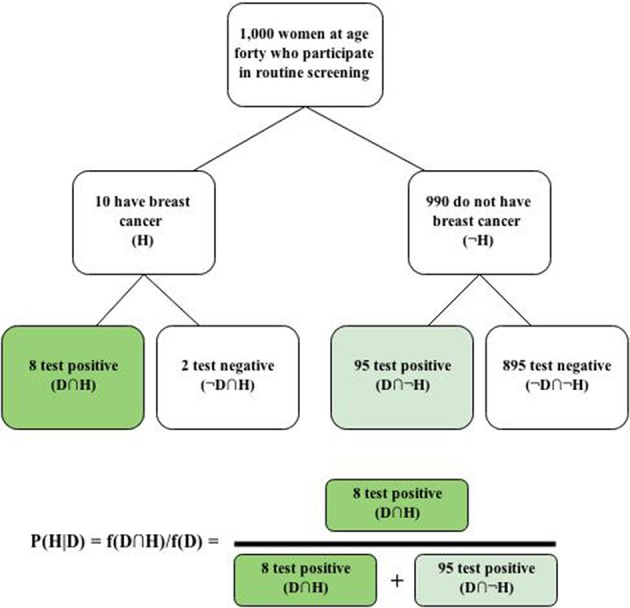 1,000 women at age
forty who participate
in routine screening
10 have breast
cancer
(H)
990 do not have
breast cancer
(¬H)
8 test positive
(D∩H)
2 test negative
(¬D∩H)
95 test positive
(D∩¬H)
895 test negative
(¬D∩¬H)
P(H|D) = f(D∩H)/f(D) =
8 test positive
(D∩H)
8 test positive
(D∩H)
+
95 test positive
(D∩¬H)